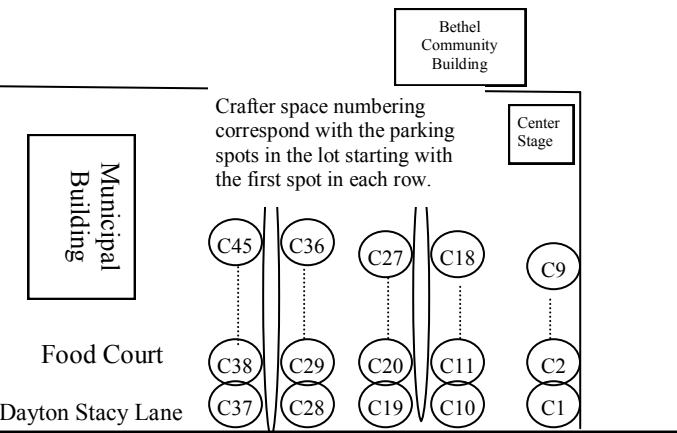 Bethel
Community
Building
Crafter space numbering
correspond with the parking
spots in the lot starting with
the first spot in each row.
Center
Stage
Municipal
Building
C45
C36
C27
C18
C9
Food Court
C38
C29
C20
C11
C2
Dayton Stacy Lane
C37
C28
C19
C10
C1